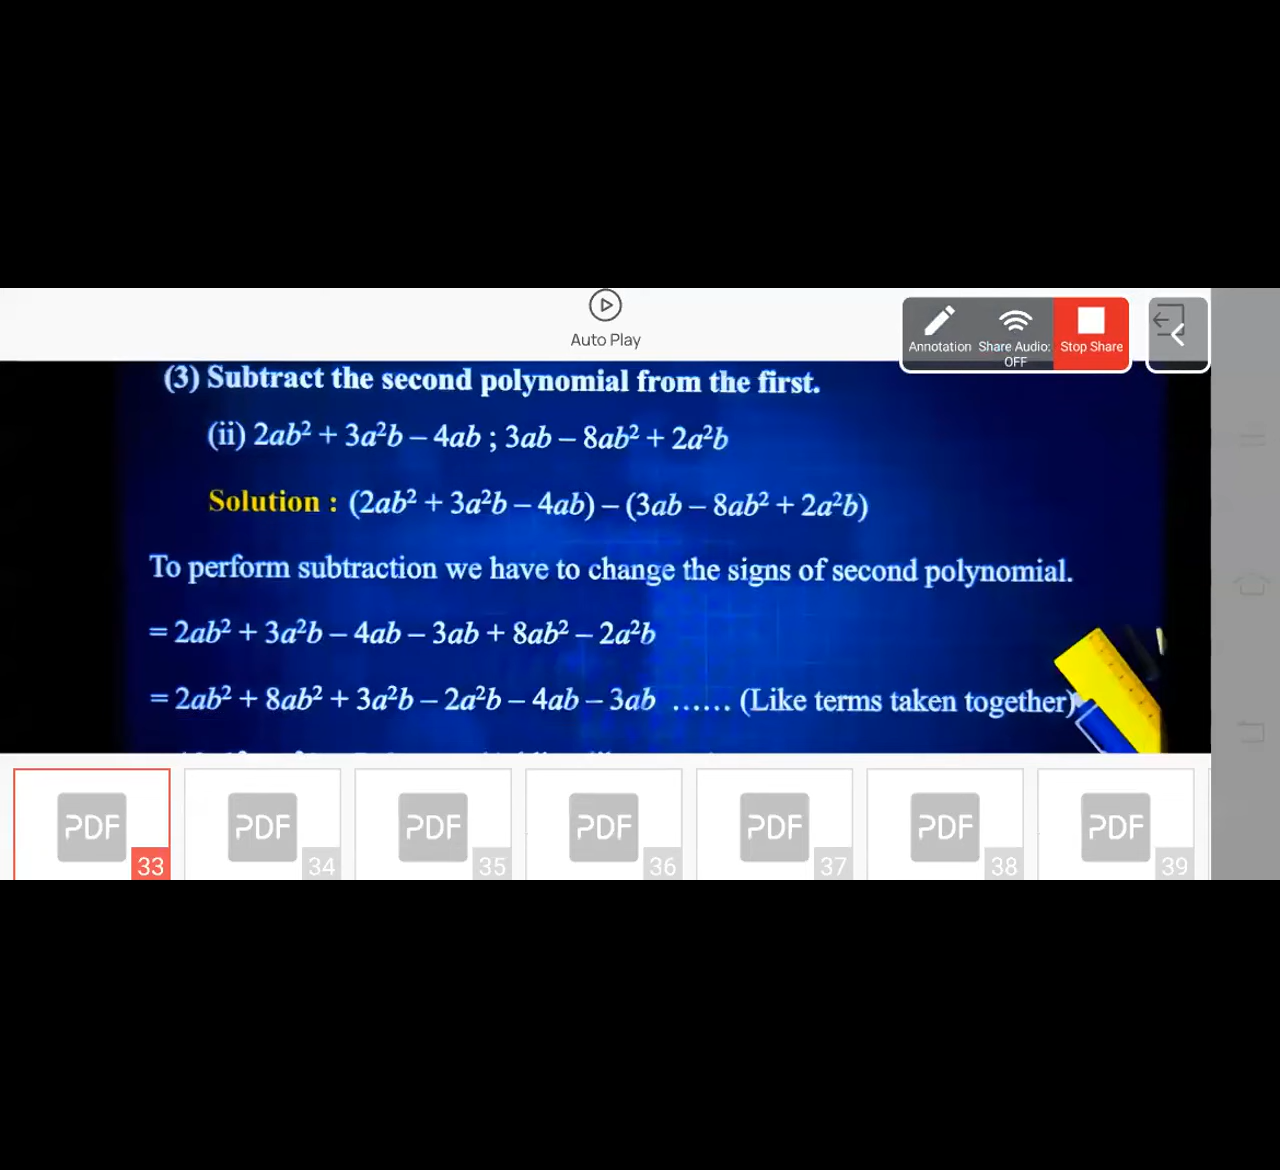 Auto Play
Annotation
Share Audio: OFF
Stop Share
(3) Subtract the second polynomial from the first.
(ii) 2ab² + 3a²b – 4ab ; 3ab – 8ab² + 2a²b
Solution : (2ab² + 3a²b – 4ab) – (3ab – 8ab² + 2a²b)
To perform subtraction we have to change the signs of second polynomial.
= 2ab² + 3a²b – 4ab – 3ab + 8ab² – 2a²b
= 2ab² + 8ab² + 3a²b – 2a²b – 4ab – 3ab ...... (Like terms taken together)
PDF 33
PDF 34
PDF 35
PDF 36
PDF 37
PDF 38
PDF 39